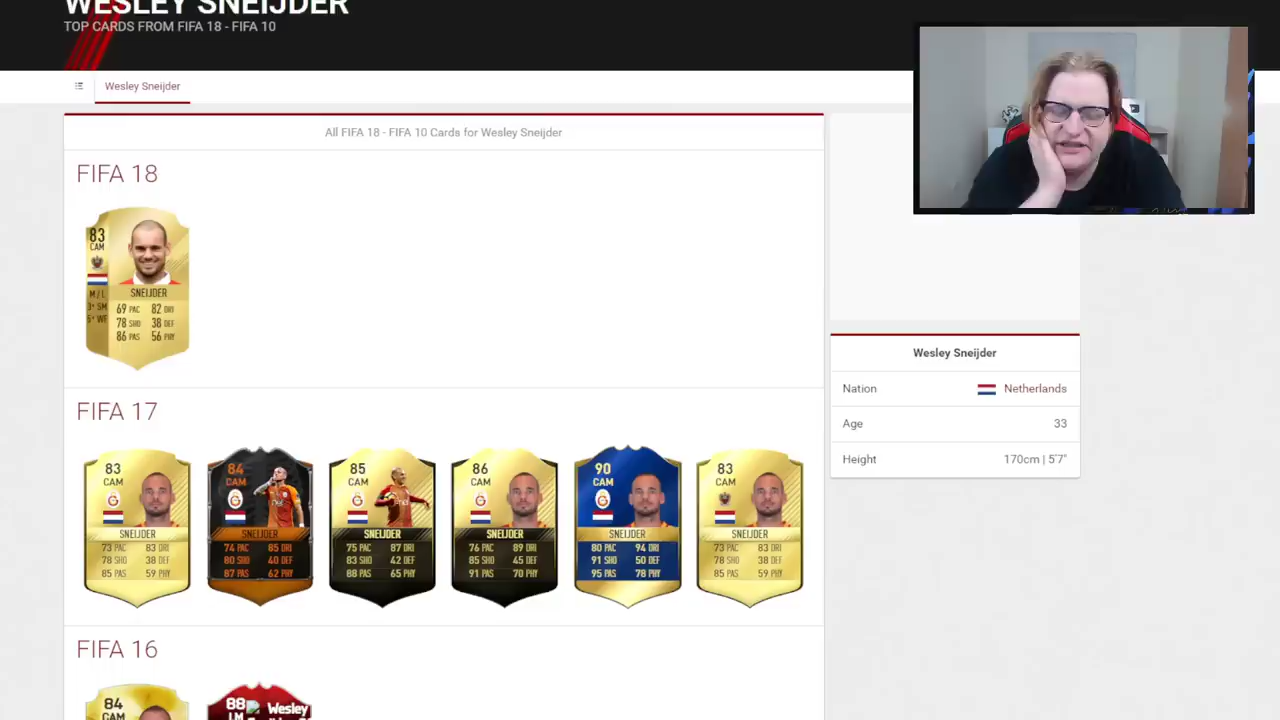 WESLEY SNEIJDER
TOP CARDS FROM FIFA 18 - FIFA 10
Wesley Sneijder
All FIFA 18 - FIFA 10 Cards for Wesley Sneijder
FIFA 18
83
CAM
SNEIJDER
M / L
3* SM
5* WF
69 PAC 82 DRI
78 SHO 38 DEF
86 PAS 56 PHY
Wesley Sneijder
Nation Netherlands
Age 33
Height 170cm | 5'7"
FIFA 17
83
CAM
SNEIJDER
73 PAC 83 DRI
78 SHO 38 DEF
85 PAS 59 PHY
84
CAM
SNEIJDER
74 PAC 85 DRI
80 SHO 40 DEF
87 PAS 62 PHY
85
CAM
SNEIJDER
75 PAC 87 DRI
83 SHO 42 DEF
88 PAS 65 PHY
86
CAM
SNEIJDER
76 PAC 89 DRI
85 SHO 45 DEF
91 PAS 70 PHY
90
CAM
SNEIJDER
80 PAC 94 DRI
91 SHO 50 DEF
95 PAS 78 PHY
83
CAM
SNEIJDER
73 PAC 83 DRI
78 SHO 38 DEF
85 PAS 59 PHY
FIFA 16
84
CAM
88
LM
Wesley